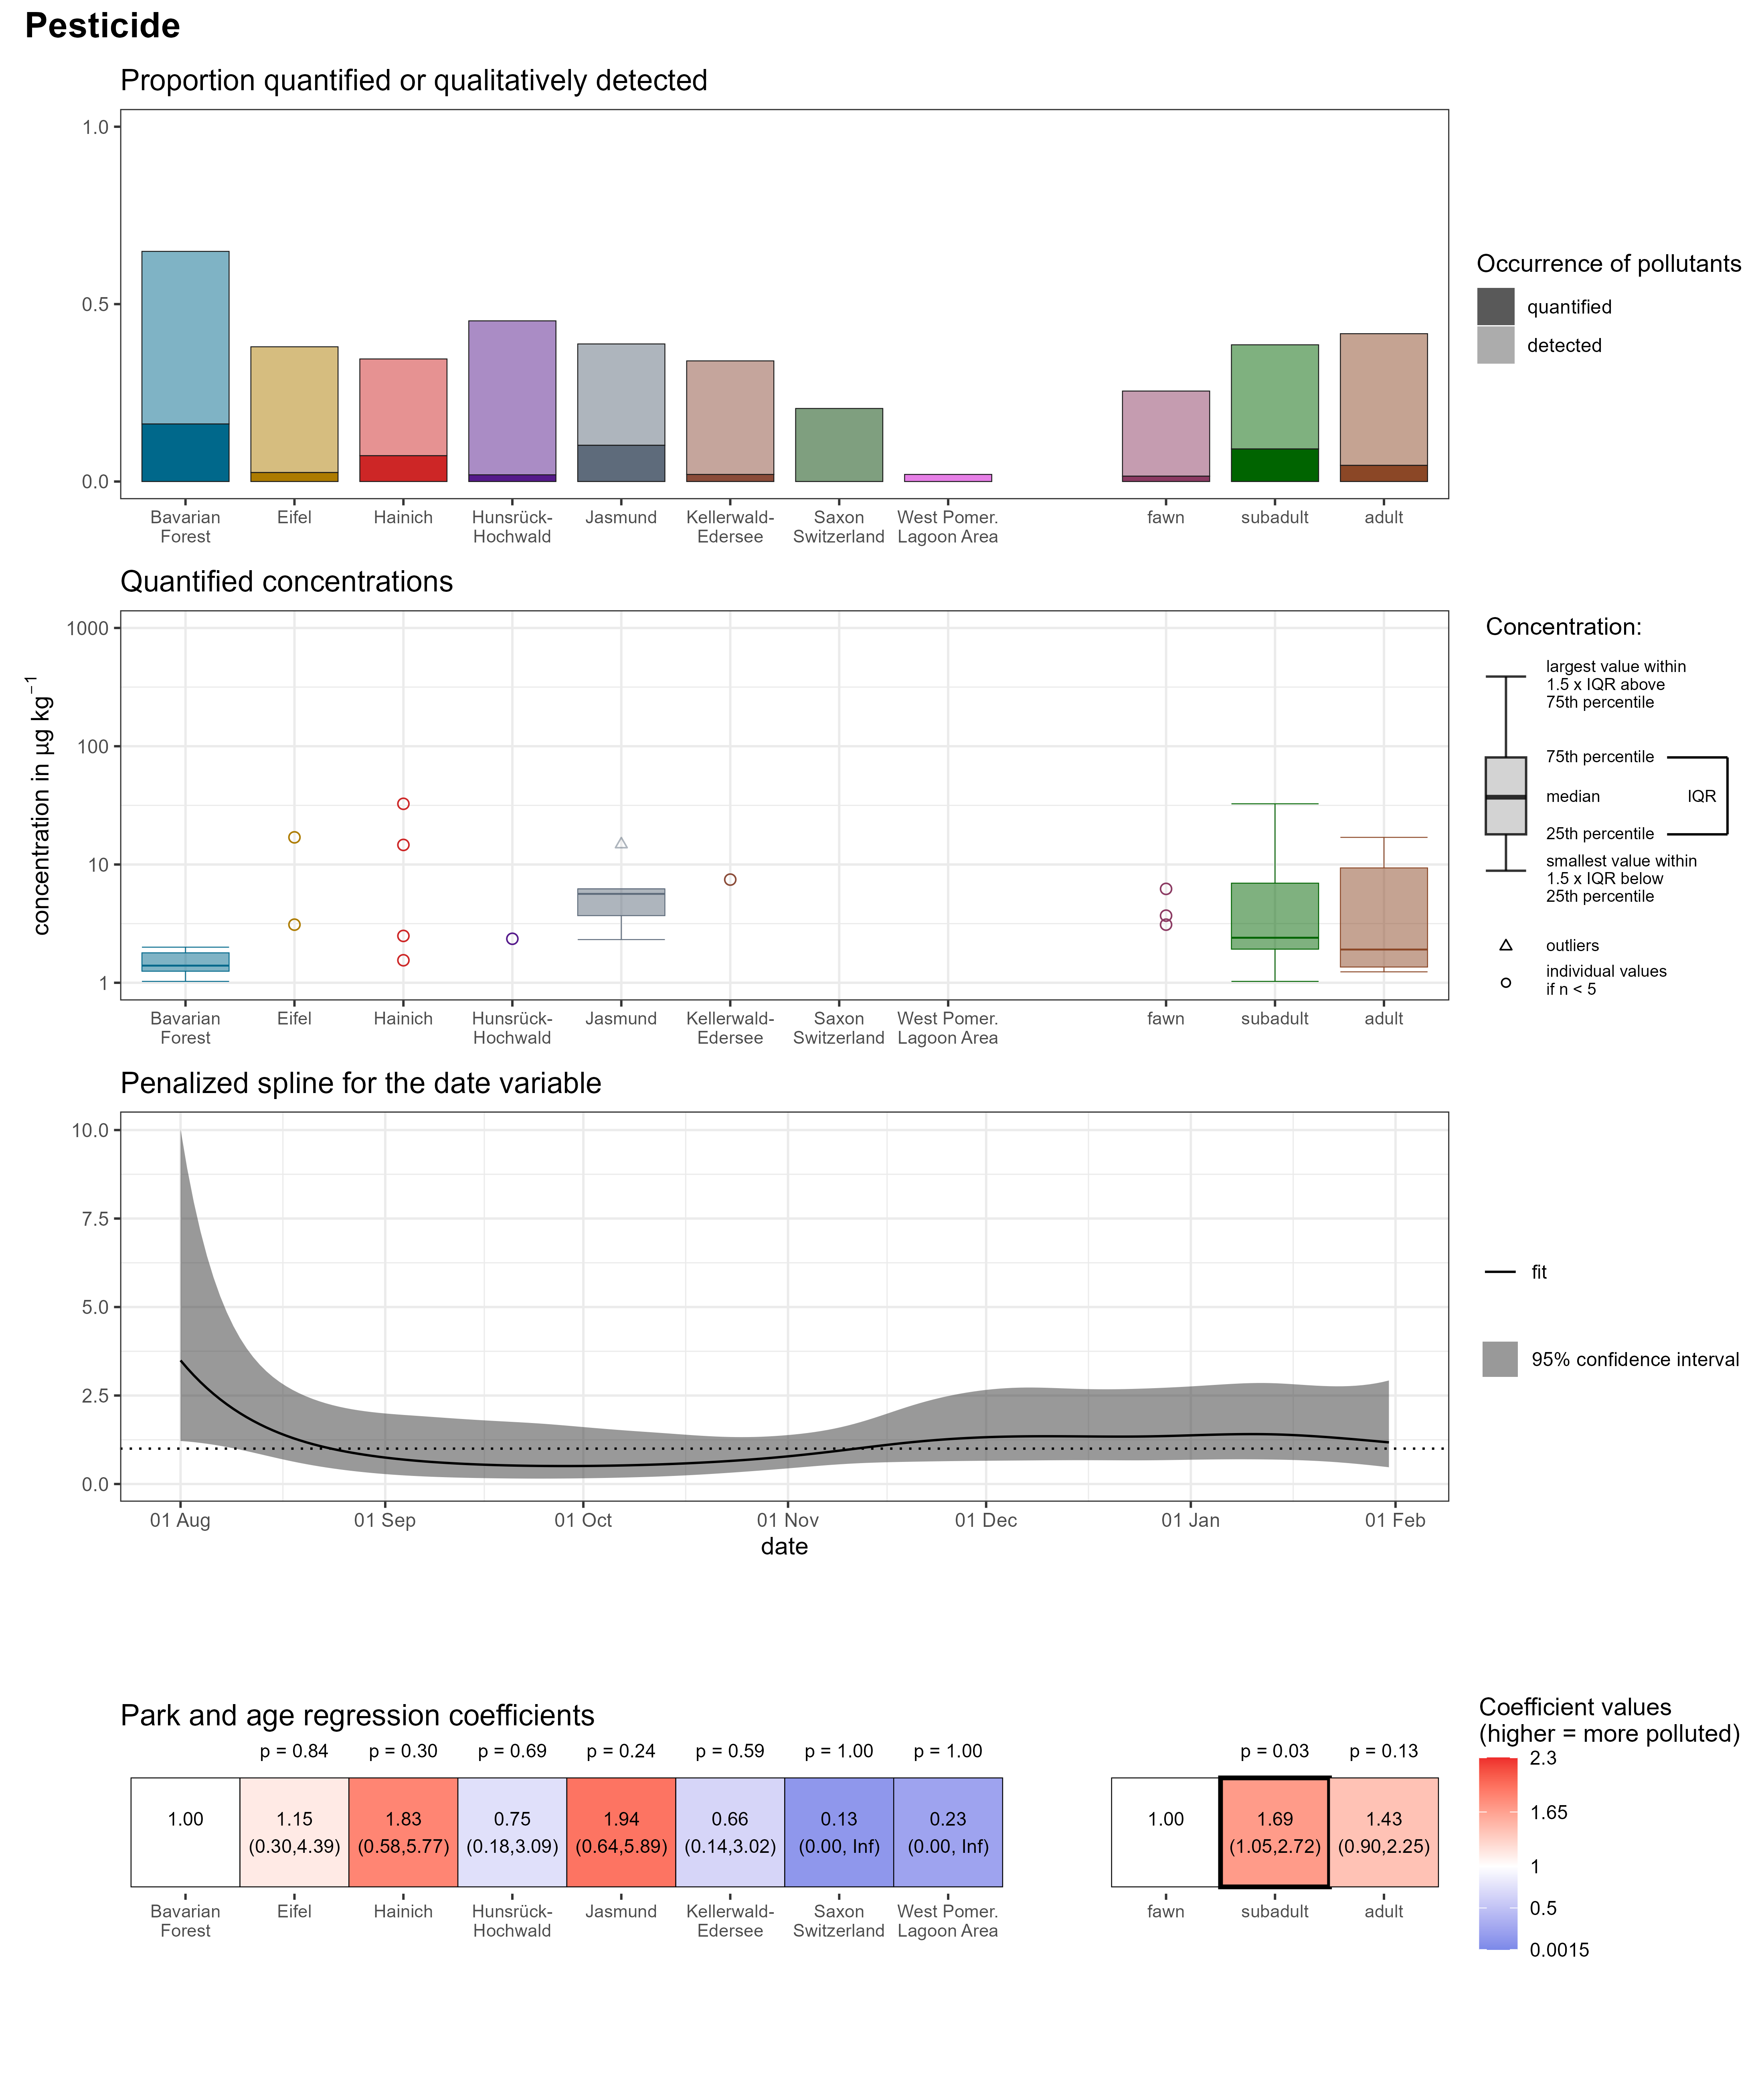 Pesticide
Proportion quantified or qualitatively detected
1.0
0.5
0.0
Bavarian Forest
Eifel
Hainich
Hunsrück-Hochwald
Jasmund
Kellerwald-Edersee
Saxon Switzerland
West Pomer. Lagoon Area
fawn
subadult
adult
Occurrence of pollutants
quantified
detected
Quantified concentrations
concentration in µg kg⁻¹
1000
100
10
1
Bavarian Forest
Eifel
Hainich
Hunsrück-Hochwald
Jasmund
Kellerwald-Edersee
Saxon Switzerland
West Pomer. Lagoon Area
fawn
subadult
adult
Concentration:
largest value within
1.5 x IQR above
75th percentile
75th percentile
median
IQR
25th percentile
smallest value within
1.5 x IQR below
25th percentile
outliers
individual values
if n < 5
Penalized spline for the date variable
10.0
7.5
5.0
2.5
0.0
01 Aug
01 Sep
01 Oct
01 Nov
01 Dec
01 Jan
01 Feb
date
fit
95% confidence interval
Park and age regression coefficients
p = 0.84
p = 0.30
p = 0.69
p = 0.24
p = 0.59
p = 1.00
p = 1.00
p = 0.03
p = 0.13
1.00
1.15
1.83
0.75
1.94
0.66
0.13
0.23
1.00
1.69
1.43
(0.30,4.39)
(0.58,5.77)
(0.18,3.09)
(0.64,5.89)
(0.14,3.02)
(0.00, Inf)
(0.00, Inf)
(1.05,2.72)
(0.90,2.25)
Bavarian Forest
Eifel
Hainich
Hunsrück-Hochwald
Jasmund
Kellerwald-Edersee
Saxon Switzerland
West Pomer. Lagoon Area
fawn
subadult
adult
Coefficient values
(higher = more polluted)
2.3
1.65
1
0.5
0.0015